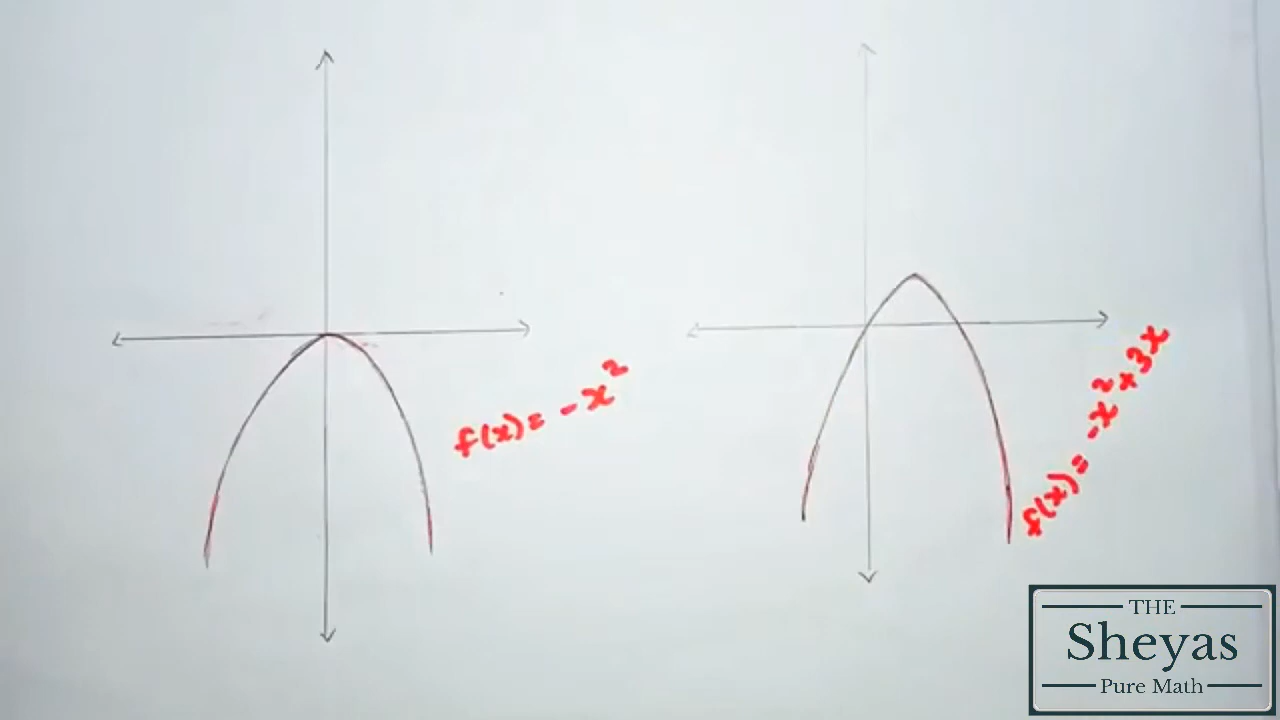 f(x) = -x²
f(x) = -x² + 3x
THE
Sheyas
Pure Math